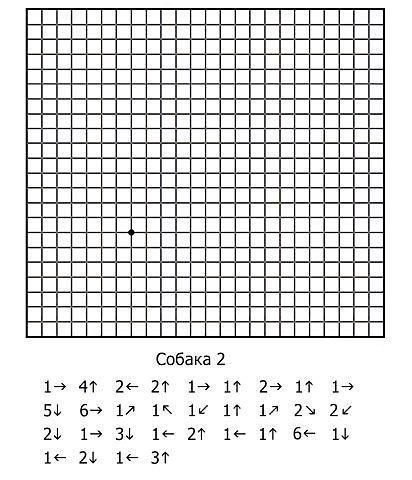 Собака 2
1→ 4↑ 2← 2↑ 1→ 1↑ 2→ 1↑ 1→
5↓ 6→ 1↗ 1↖ 1↙ 1↑ 1↗ 2↘ 2↙
2↓ 1→ 3↓ 1← 2↑ 1← 1↑ 6← 1↓
1← 2↓ 1← 3↑